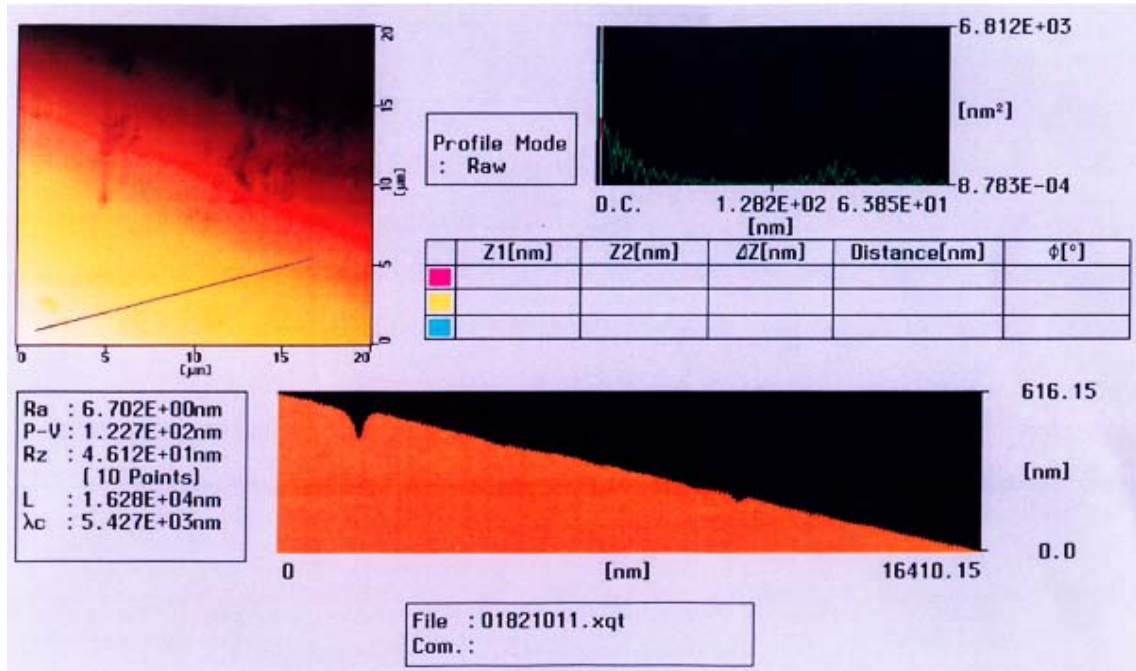 20
15
10
5
0
[μm]
0 5 10 15 20
[μm]
Profile Mode
: Raw
6.812E+03
[nm²]
8.783E-04
D.C. 1.282E+02 6.385E+01
[nm]
Z1[nm] Z2[nm] ΔZ[nm] Distance[nm] Φ[°]
Ra : 6.702E+00nm
P-V : 1.227E+02nm
Rz : 4.612E+01nm
( 10 Points)
L : 1.628E+04nm
λc : 5.427E+03nm
616.15
[nm]
0.0
0 [nm] 16410.15
File : 01821011.xqt
Com. :